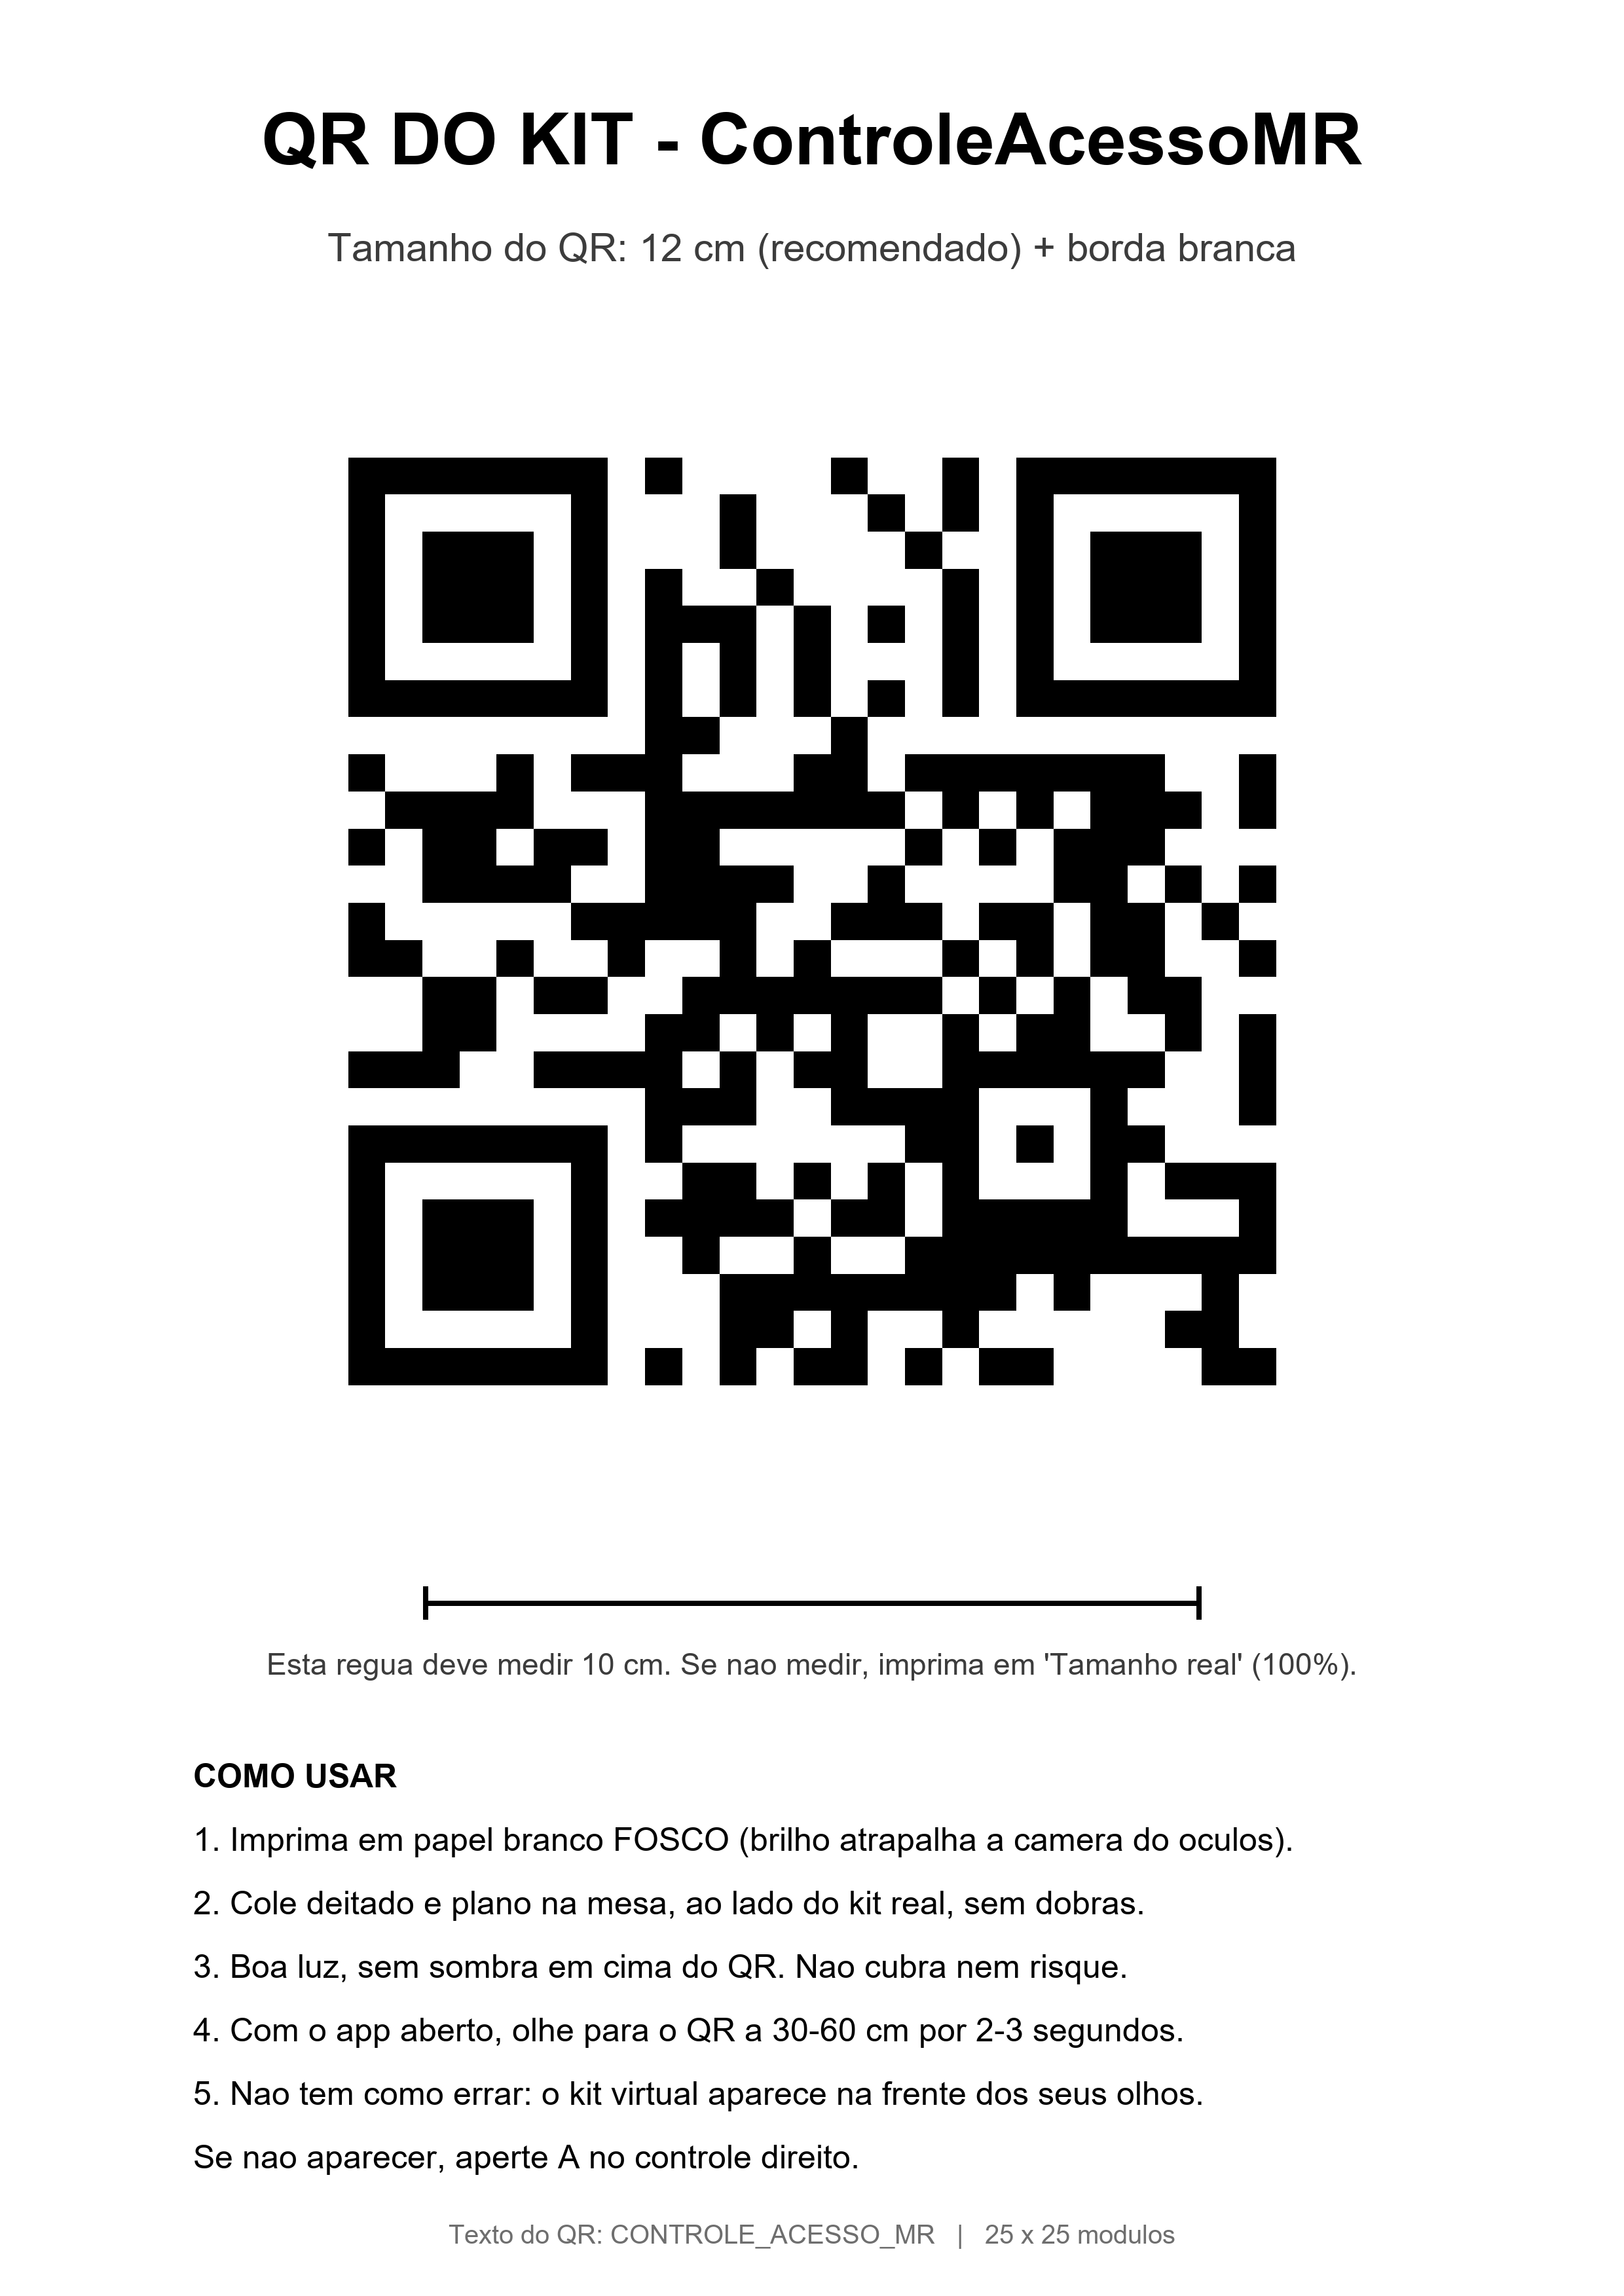 QR DO KIT - ControleAcessoMR
Tamanho do QR: 12 cm (recomendado) + borda branca
Esta regua deve medir 10 cm. Se nao medir, imprima em 'Tamanho real' (100%).
COMO USAR
1. Imprima em papel branco FOSCO (brilho atrapalha a camera do oculos).
2. Cole deitado e plano na mesa, ao lado do kit real, sem dobras.
3. Boa luz, sem sombra em cima do QR. Nao cubra nem risque.
4. Com o app aberto, olhe para o QR a 30-60 cm por 2-3 segundos.
5. Nao tem como errar: o kit virtual aparece na frente dos seus olhos.
Se nao aparecer, aperte A no controle direito.
Texto do QR: CONTROLE_ACESSO_MR | 25 x 25 modulos